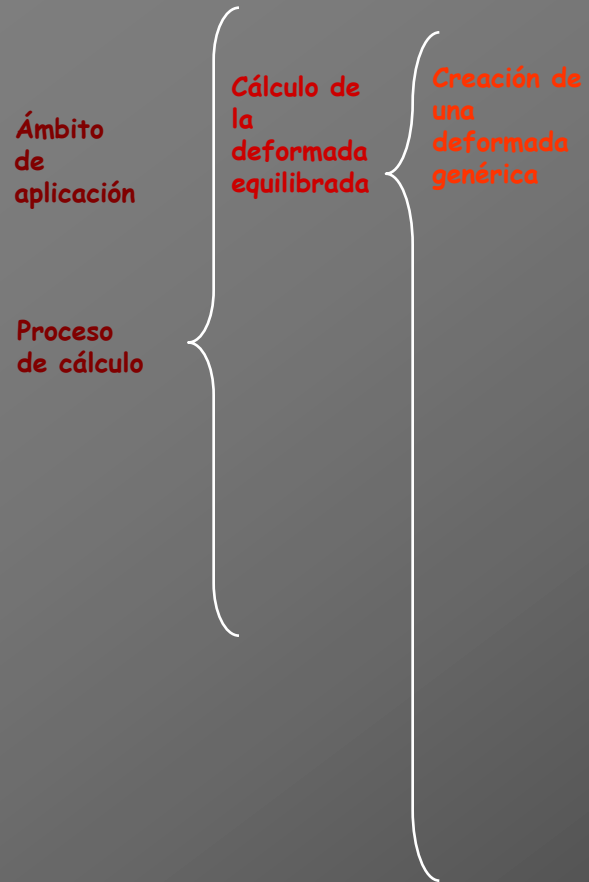 Ámbito
de
aplicación
Proceso
de cálculo
Cálculo de
la
deformada
equilibrada
Creación de
una
deformada
genérica